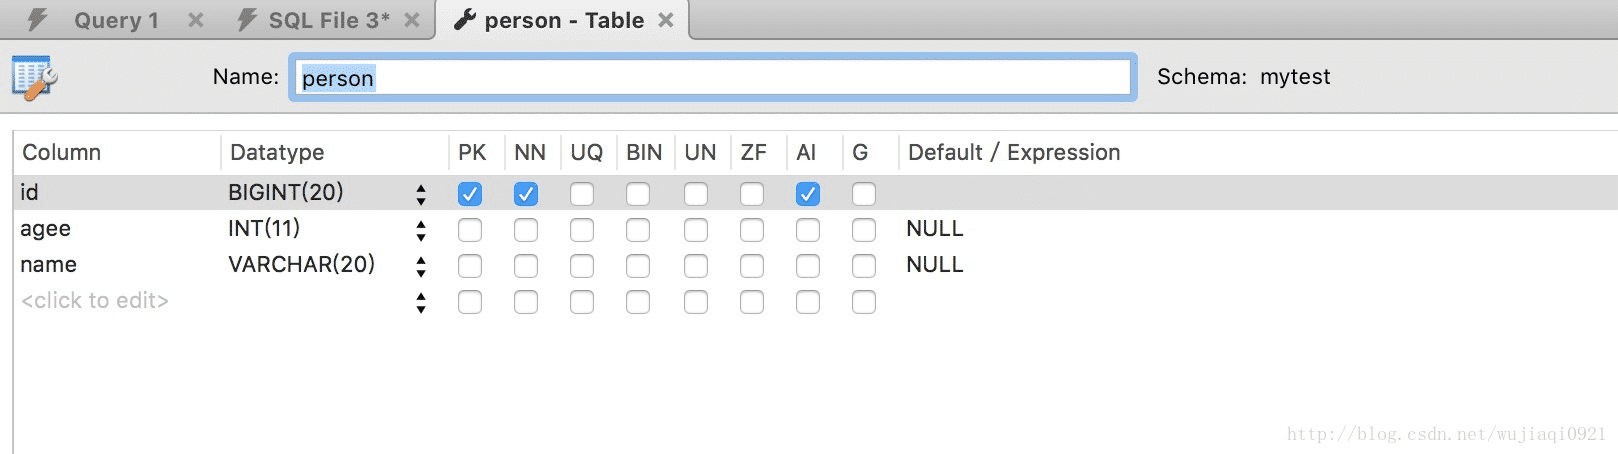 Query 1 SQL File 3* person - Table
Name: person Schema: mytest
Column Datatype PK NN UQ BIN UN ZF AI G Default / Expression
id BIGINT(20)
agee INT(11) NULL
name VARCHAR(20) NULL
<click to edit>
http://blog.csdn.net/wujiaqi0921